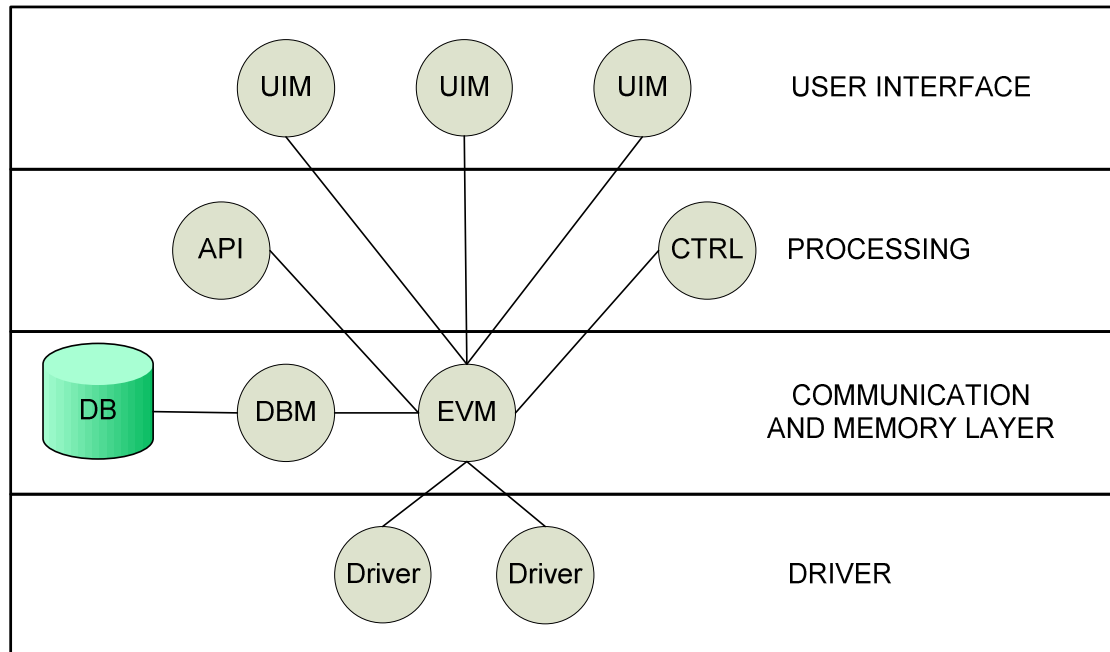 UIM
UIM
UIM
USER INTERFACE
API
CTRL
PROCESSING
DB
DBM
EVM
COMMUNICATION
AND MEMORY LAYER
Driver
Driver
DRIVER